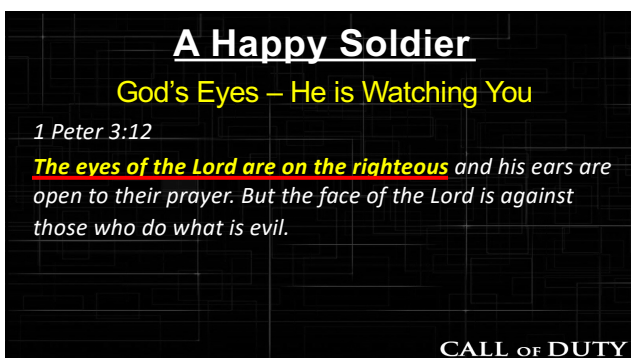 A Happy Soldier
God's Eyes – He is Watching You
1 Peter 3:12
The eyes of the Lord are on the righteous and his ears are
open to their prayer. But the face of the Lord is against
those who do what is evil.
CALL OF DUTY